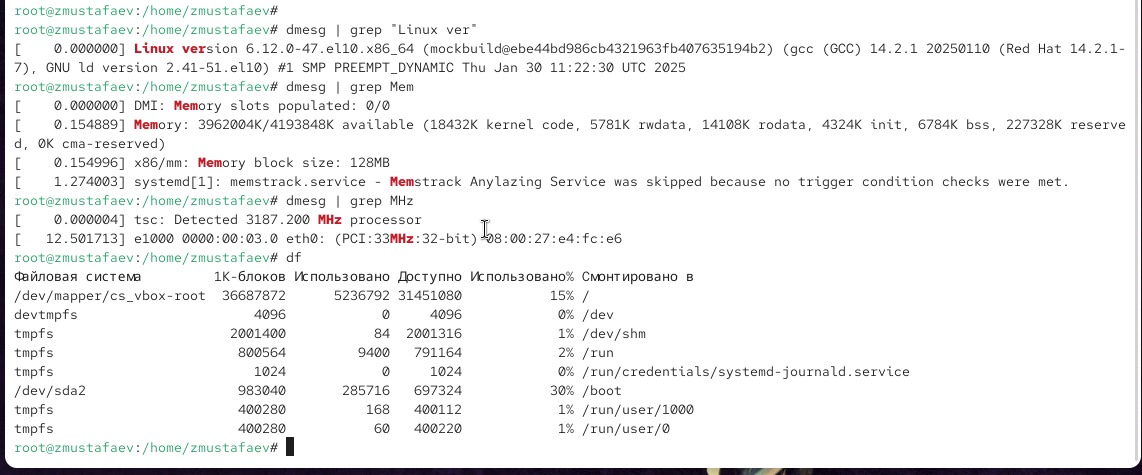 root@zmustafaev:/home/zmustafaev#
root@zmustafaev:/home/zmustafaev# dmesg | grep "Linux ver"
[    0.000000] Linux version 6.12.0-47.el10.x86_64 (mockbuild@ebe44bd986cb4321963fb407635194b2) (gcc (GCC) 14.2.1 20250110 (Red Hat 14.2.1-
7), GNU ld version 2.41-51.el10) #1 SMP PREEMPT_DYNAMIC Thu Jan 30 11:22:30 UTC 2025
root@zmustafaev:/home/zmustafaev# dmesg | grep Mem
[    0.000000] DMI: Memory slots populated: 0/0
[    0.154889] Memory: 3962004K/4193848K available (18432K kernel code, 5781K rwdata, 14108K rodata, 4324K init, 6784K bss, 227328K reserve
d, 0K cma-reserved)
[    0.154996] x86/mm: Memory block size: 128MB
[    1.274003] systemd[1]: memstrack.service - Memstrack Anylazing Service was skipped because no trigger condition checks were met.
root@zmustafaev:/home/zmustafaev# dmesg | grep MHz
[    0.000004] tsc: Detected 3187.200 MHz processor
[   12.501713] e1000 0000:00:03.0 eth0: (PCI:33MHz:32-bit) 08:00:27:e4:fc:e6
root@zmustafaev:/home/zmustafaev# df
Файловая система         1K-блоков Использовано Доступно Использовано% Смонтировано в
/dev/mapper/cs_vbox-root  36687872      5236792 31451080           15% /
devtmpfs                      4096            0     4096            0% /dev
tmpfs                      2001400           84  2001316            1% /dev/shm
tmpfs                       800564         9400   791164            2% /run
tmpfs                         1024            0     1024            0% /run/credentials/systemd-journald.service
/dev/sda2                   983040       285716   697324           30% /boot
tmpfs                       400280          168   400112            1% /run/user/1000
tmpfs                       400280           60   400220            1% /run/user/0
root@zmustafaev:/home/zmustafaev#